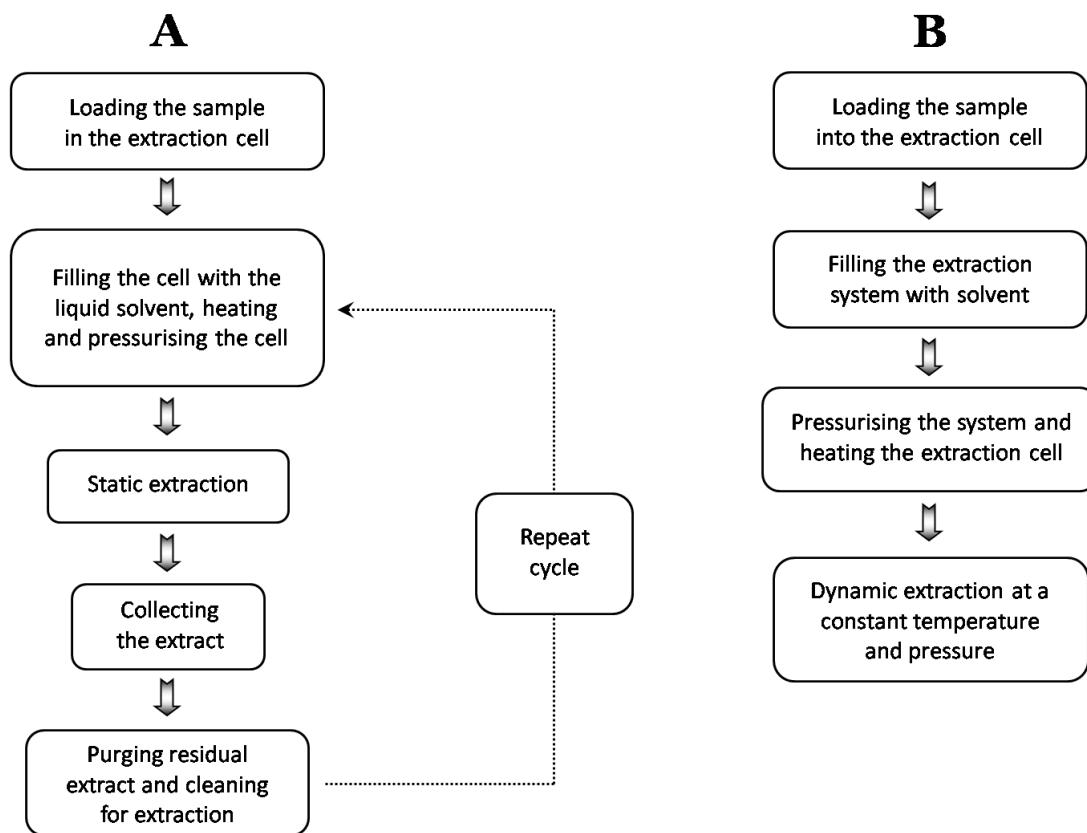 A
Loading the sample
in the extraction cell
Filling the cell with the
liquid solvent, heating
and pressurising the cell
Static extraction
Collecting
the extract
Purging residual
extract and cleaning
for extraction
Repeat
cycle
B
Loading the sample
into the extraction cell
Filling the extraction
system with solvent
Pressurising the system and
heating the extraction cell
Dynamic extraction at a
constant temperature
and pressure